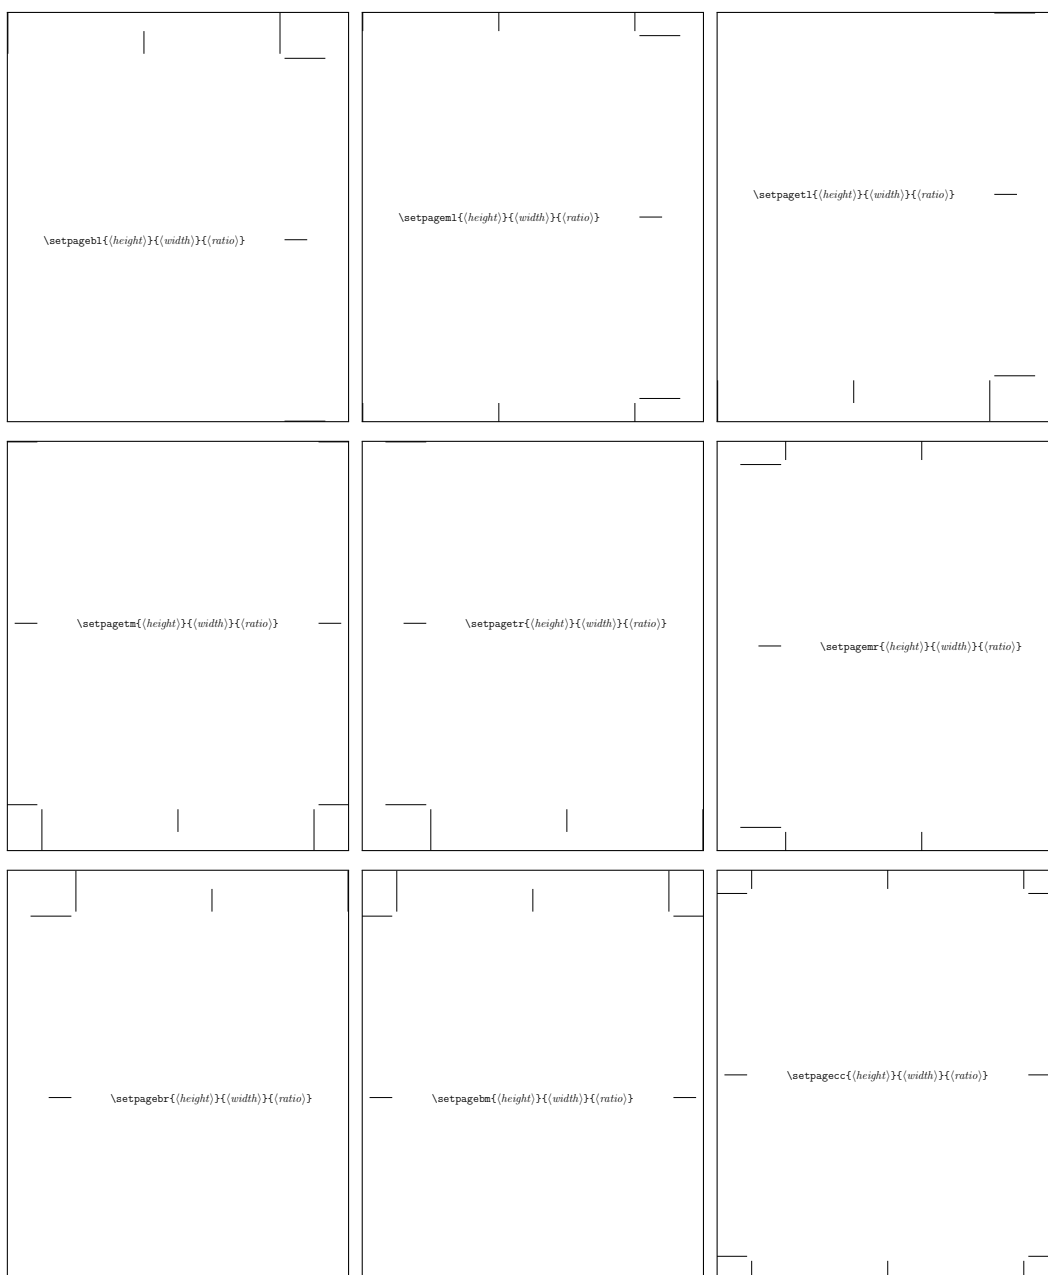 \setpagebl{⟨height⟩}{⟨width⟩}{⟨ratio⟩}
\setpageml{⟨height⟩}{⟨width⟩}{⟨ratio⟩}
\setpagetl{⟨height⟩}{⟨width⟩}{⟨ratio⟩}
\setpagetm{⟨height⟩}{⟨width⟩}{⟨ratio⟩}
\setpagetr{⟨height⟩}{⟨width⟩}{⟨ratio⟩}
\setpagemr{⟨height⟩}{⟨width⟩}{⟨ratio⟩}
\setpagebr{⟨height⟩}{⟨width⟩}{⟨ratio⟩}
\setpagebm{⟨height⟩}{⟨width⟩}{⟨ratio⟩}
\setpagecc{⟨height⟩}{⟨width⟩}{⟨ratio⟩}